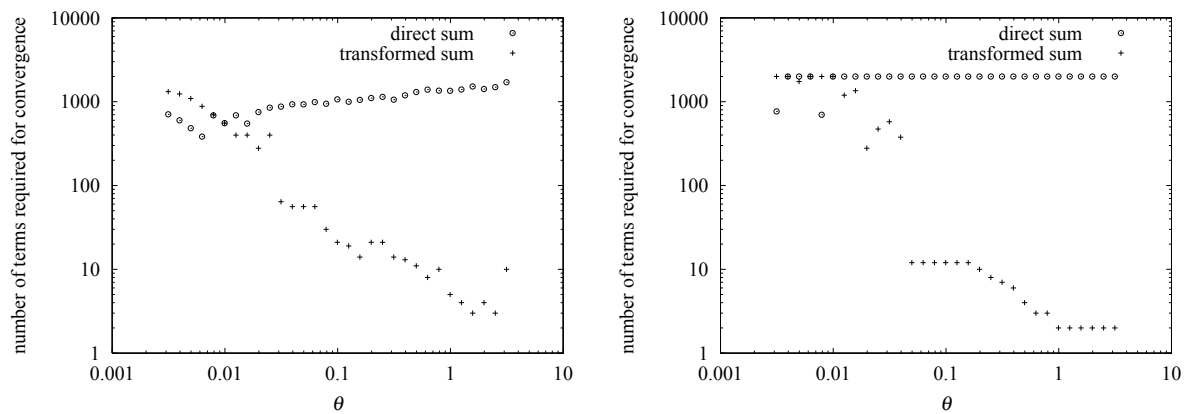 number of terms required for convergence
10000
1000
100
10
1
direct sum
transformed sum
0.001
0.01
0.1
1
10
θ
number of terms required for convergence
10000
1000
100
10
1
direct sum
transformed sum
0.001
0.01
0.1
1
10
θ